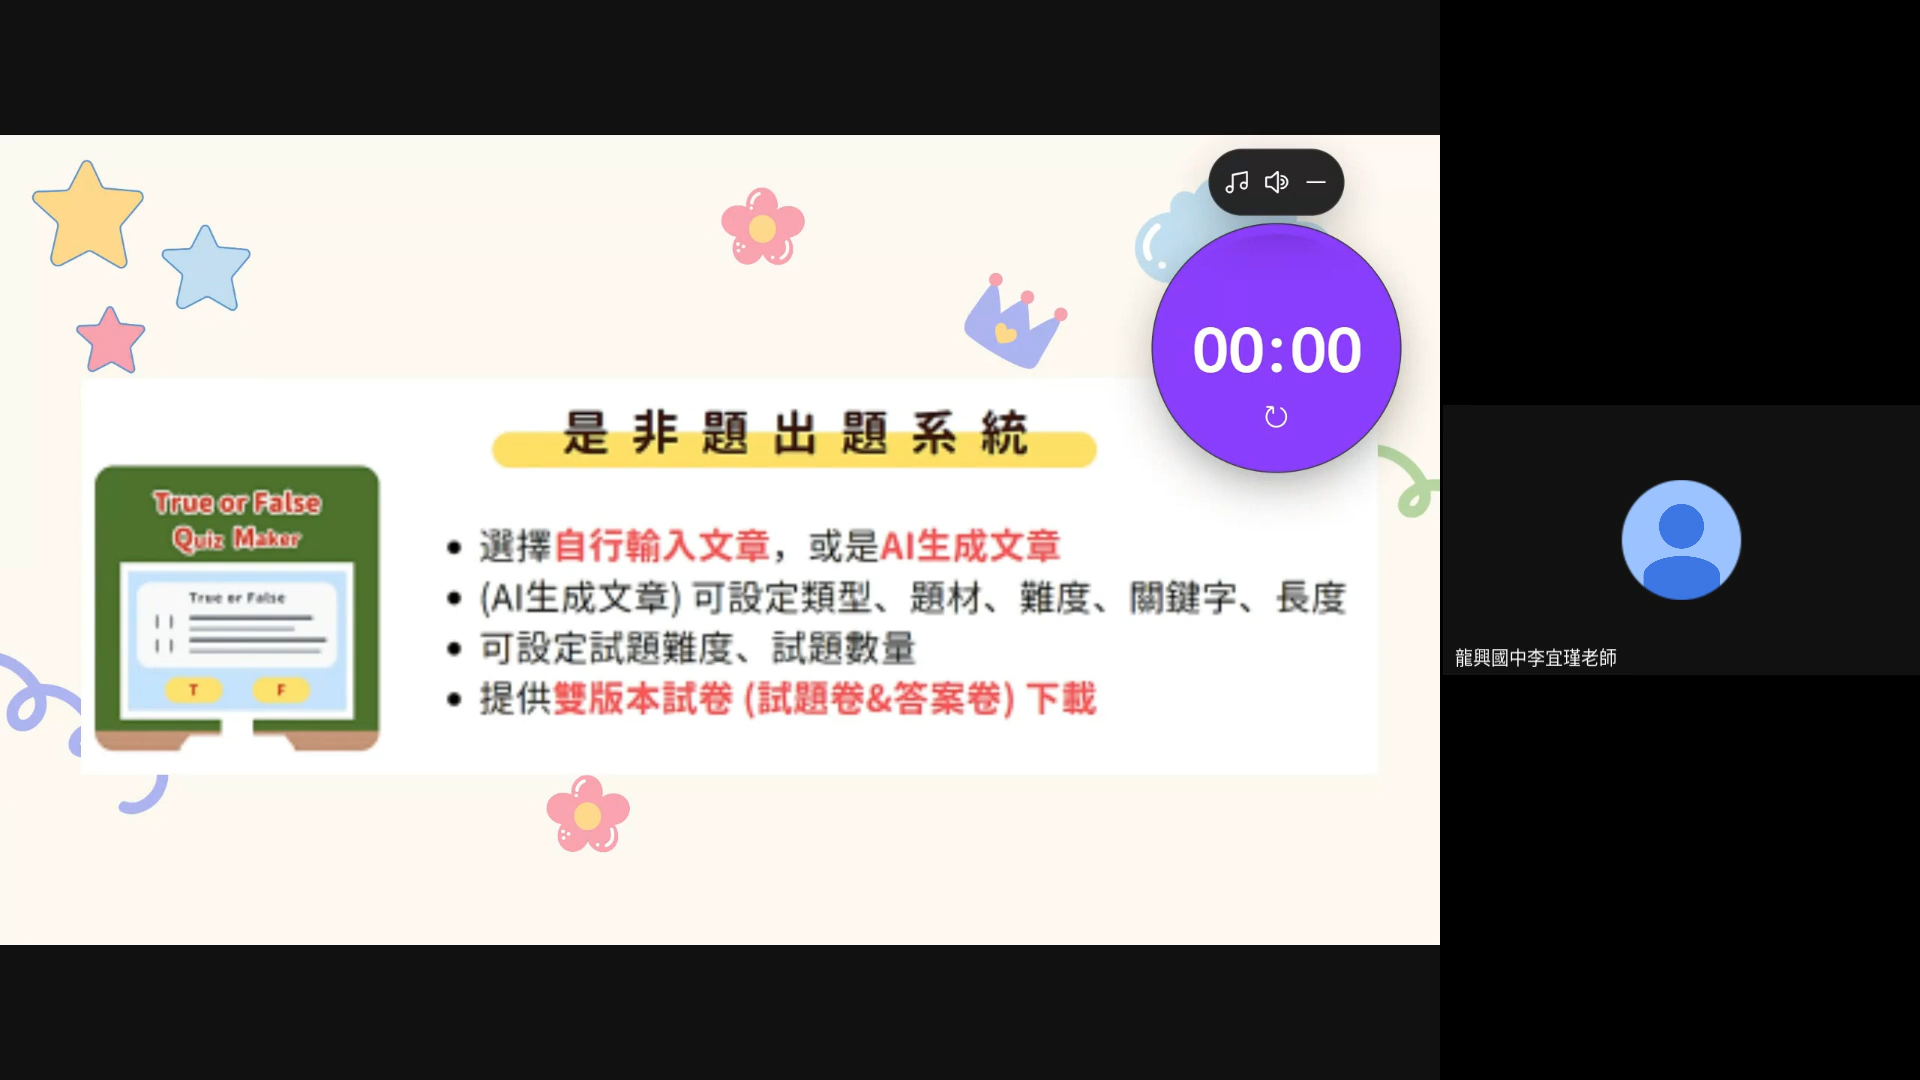 00:00
是非題出題系統
True or False
Quiz Maker
True or False
( )
( )
T F
• 選擇自行輸入文章，或是AI生成文章
• (AI生成文章) 可設定類型、題材、難度、關鍵字、長度
• 可設定試題難度、試題數量
• 提供雙版本試卷 (試題卷&答案卷) 下載
龍興國中李宜瑾老師